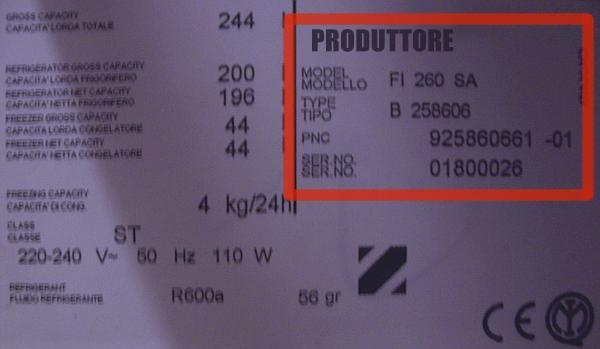 GROSS CAPACITY
CAPACITA' LORDA TOTALE 244 l
REFRIGERATOR GROSS CAPACITY
CAPACITA' LORDA FRIGORIFERO 200
REFRIGERATOR NET CAPACITY
CAPACITA' NETTA FRIGORIFERO 196
FREEZER GROSS CAPACITY
CAPACITA LORDA CONGELATORE 44
FREEZER NET CAPACITY
CAPACITA' NETTA CONGELATORE 44
FREEZING CAPACITY
CAPACITA' DI CONG. 4 kg/24h
CLASS
CLASSE ST
220-240 V~ 50 Hz 110 W
REFRIGERANT
FLUIDO REFRIGERANTE R600a 56 gr
PRODUTTORE
MODEL
MODELLO FI 260 SA
TYPE
TIPO B 258606
PNC 925860661 -01
SER.NO.
SER.NO. 01800026
CE